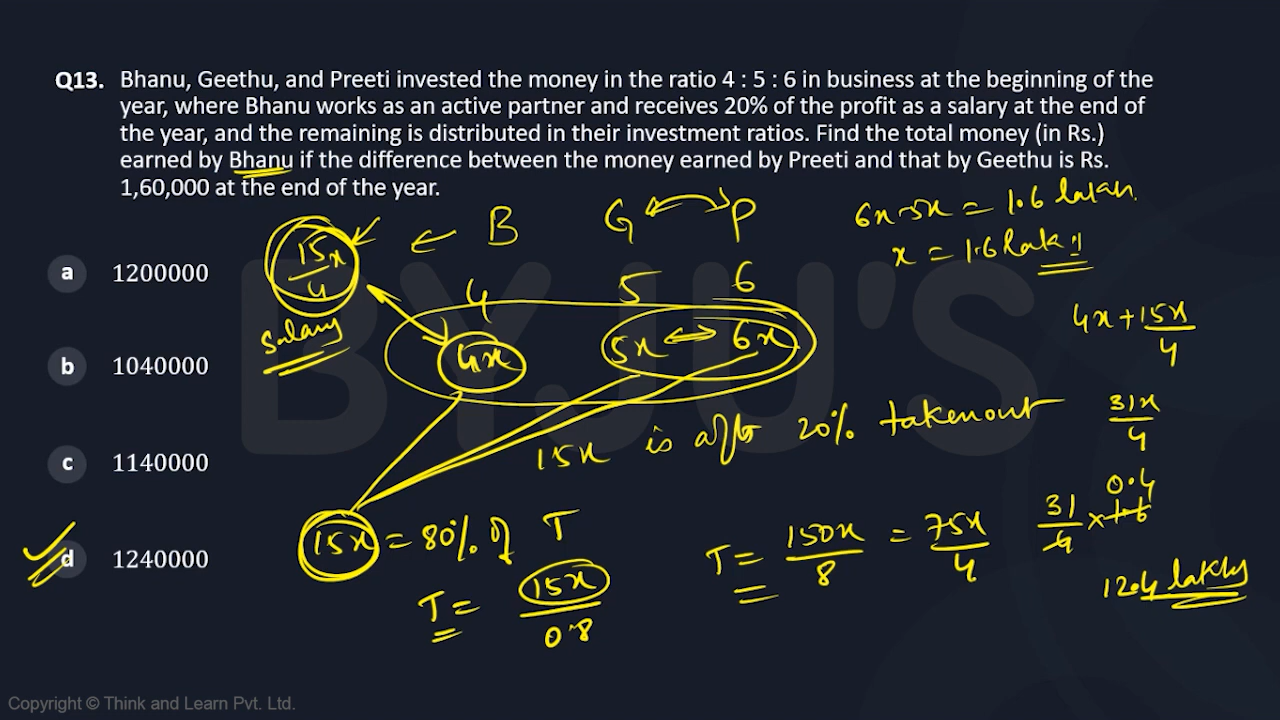 Q13. Bhanu, Geethu, and Preeti invested the money in the ratio 4 : 5 : 6 in business at the beginning of the
year, where Bhanu works as an active partner and receives 20% of the profit as a salary at the end of
the year, and the remaining is distributed in their investment ratios. Find the total money (in Rs.)
earned by Bhanu if the difference between the money earned by Preeti and that by Geethu is Rs.
1,60,000 at the end of the year.
B G P
6x-5x = 1.6 lakh
x = 1.6 lakh
15x/4
salary
4 5 6
4x 5x 6x
4x + 15x/4
31x/4
a 1200000
b 1040000
c 1140000
d 1240000
BYJU'S
15x is after 20% taken out
15x = 80% of T
T = 15x/0.8
T = 150x/8 = 75x/4
31/4 × 1.6
0.4
12.4 lakhs
Copyright © Think and Learn Pvt. Ltd.